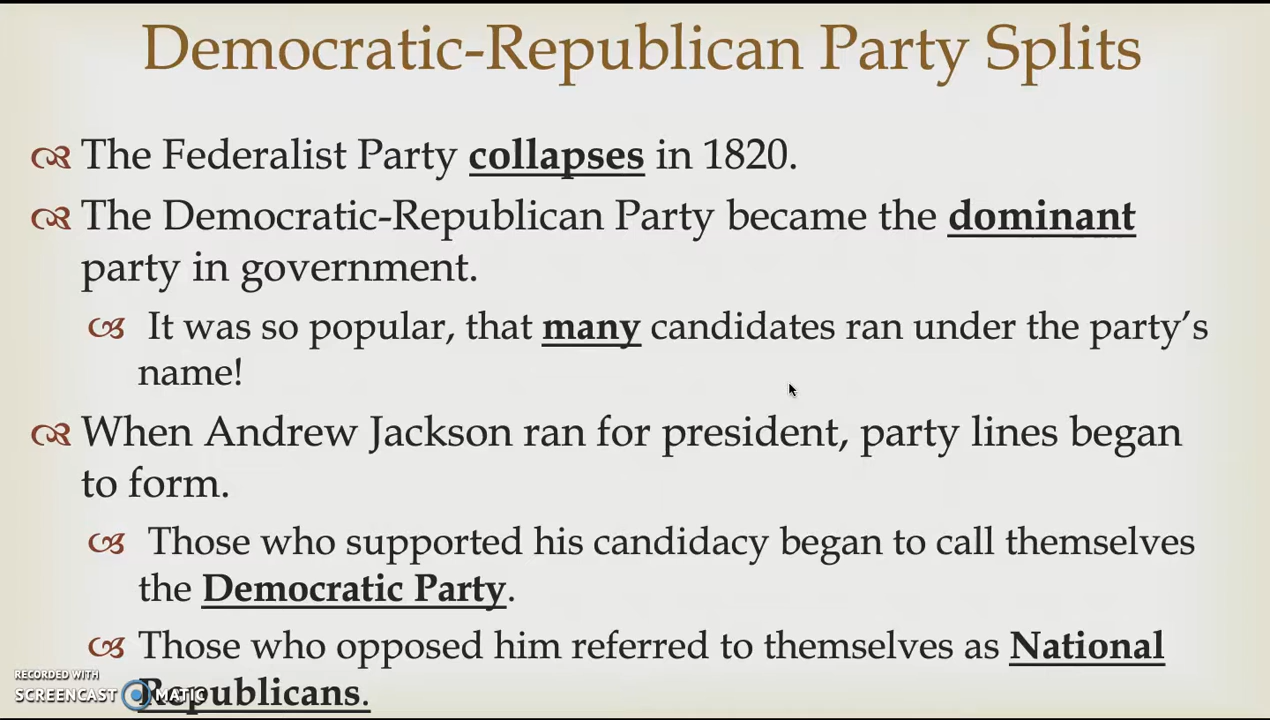 Democratic-Republican Party Splits
The Federalist Party collapses in 1820.
The Democratic-Republican Party became the dominant
party in government.
It was so popular, that many candidates ran under the party's
name!
When Andrew Jackson ran for president, party lines began
to form.
Those who supported his candidacy began to call themselves
the Democratic Party.
Those who opposed him referred to themselves as National
Republicans.
RECORDED WITH
SCREENCAST MATIC